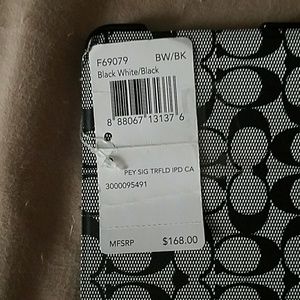 F69079 BW/BK
Black White/Black
8 88067 13137 6
PEY SIG TRFLD IPD CA
3000095491
MFSRP $168.00